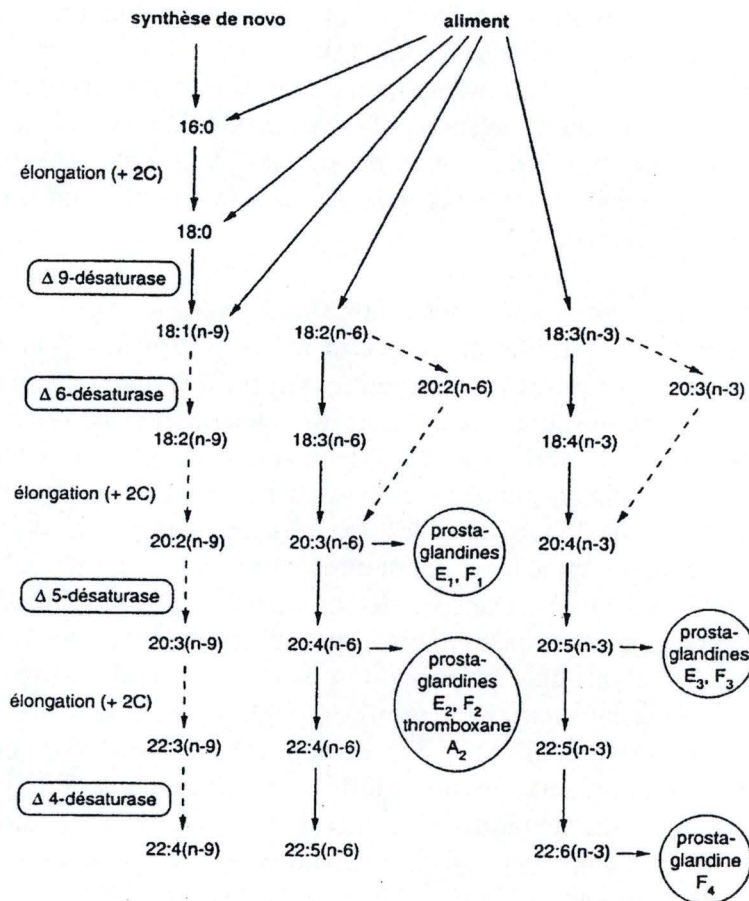 synthèse de novo aliment
16:0
élongation (+ 2C)
18:0
Δ 9-désaturase
18:1(n-9) 18:2(n-6) 18:3(n-3)
20:2(n-6) 20:3(n-3)
Δ 6-désaturase
18:2(n-9) 18:3(n-6) 18:4(n-3)
élongation (+ 2C)
20:2(n-9) 20:3(n-6) 20:4(n-3)
prosta-
glandines
E1, F1
Δ 5-désaturase
20:3(n-9) 20:4(n-6) 20:5(n-3)
prosta-
glandines
E2, F2
thromboxane
A2
prosta-
glandines
E3, F3
élongation (+ 2C)
22:3(n-9) 22:4(n-6) 22:5(n-3)
Δ 4-désaturase
22:4(n-9) 22:5(n-6) 22:6(n-3)
prosta-
glandine
F4